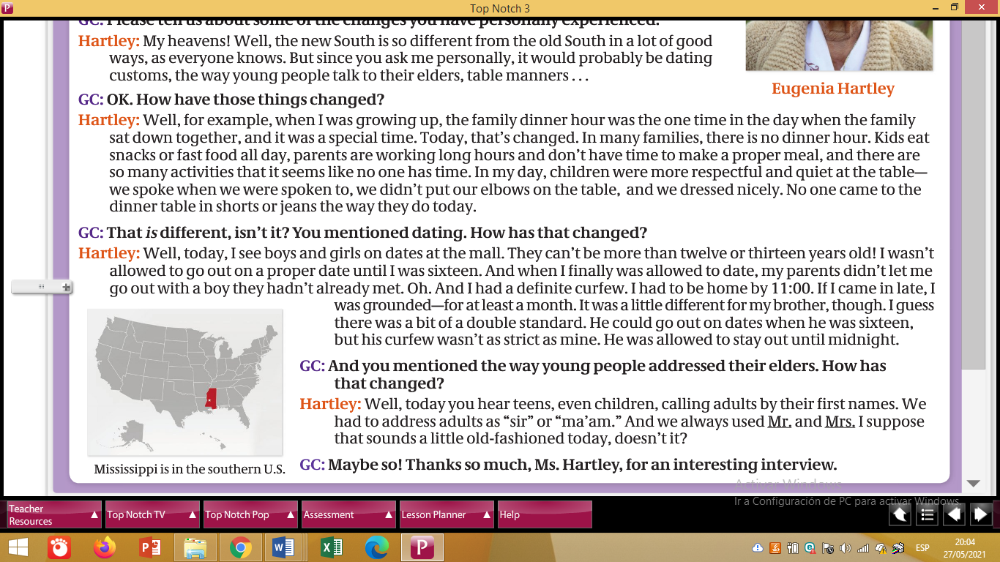 Top Notch 3
GC: Please tell us about some of the changes you have personally experienced.
Hartley: My heavens! Well, the new South is so different from the old South in a lot of good
ways, as everyone knows. But since you ask me personally, it would probably be dating
customs, the way young people talk to their elders, table manners . . .
Eugenia Hartley
GC: OK. How have those things changed?
Hartley: Well, for example, when I was growing up, the family dinner hour was the one time in the day when the family
sat down together, and it was a special time. Today, that's changed. In many families, there is no dinner hour. Kids eat
snacks or fast food all day, parents are working long hours and don't have time to make a proper meal, and there are
so many activities that it seems like no one has time. In my day, children were more respectful and quiet at the table—
we spoke when we were spoken to, we didn't put our elbows on the table, and we dressed nicely. No one came to the
dinner table in shorts or jeans the way they do today.
GC: That is different, isn't it? You mentioned dating. How has that changed?
Hartley: Well, today, I see boys and girls on dates at the mall. They can't be more than twelve or thirteen years old! I wasn't
allowed to go out on a proper date until I was sixteen. And when I finally was allowed to date, my parents didn't let me
go out with a boy they hadn't already met. Oh. And I had a definite curfew. I had to be home by 11:00. If I came in late, I
was grounded—for at least a month. It was a little different for my brother, though. I guess
there was a bit of a double standard. He could go out on dates when he was sixteen,
but his curfew wasn't as strict as mine. He was allowed to stay out until midnight.
GC: And you mentioned the way young people addressed their elders. How has
that changed?
Hartley: Well, today you hear teens, even children, calling adults by their first names. We
had to address adults as "sir" or "ma'am." And we always used Mr. and Mrs. I suppose
that sounds a little old-fashioned today, doesn't it?
GC: Maybe so! Thanks so much, Ms. Hartley, for an interesting interview.
Mississippi is in the southern U.S.
Activar Windows
Ir a Configuración de PC para activar Windows.
Teacher
Resources
Top Notch TV
Top Notch Pop
Assessment
Lesson Planner
Help
ESP
20:04
27/05/2021